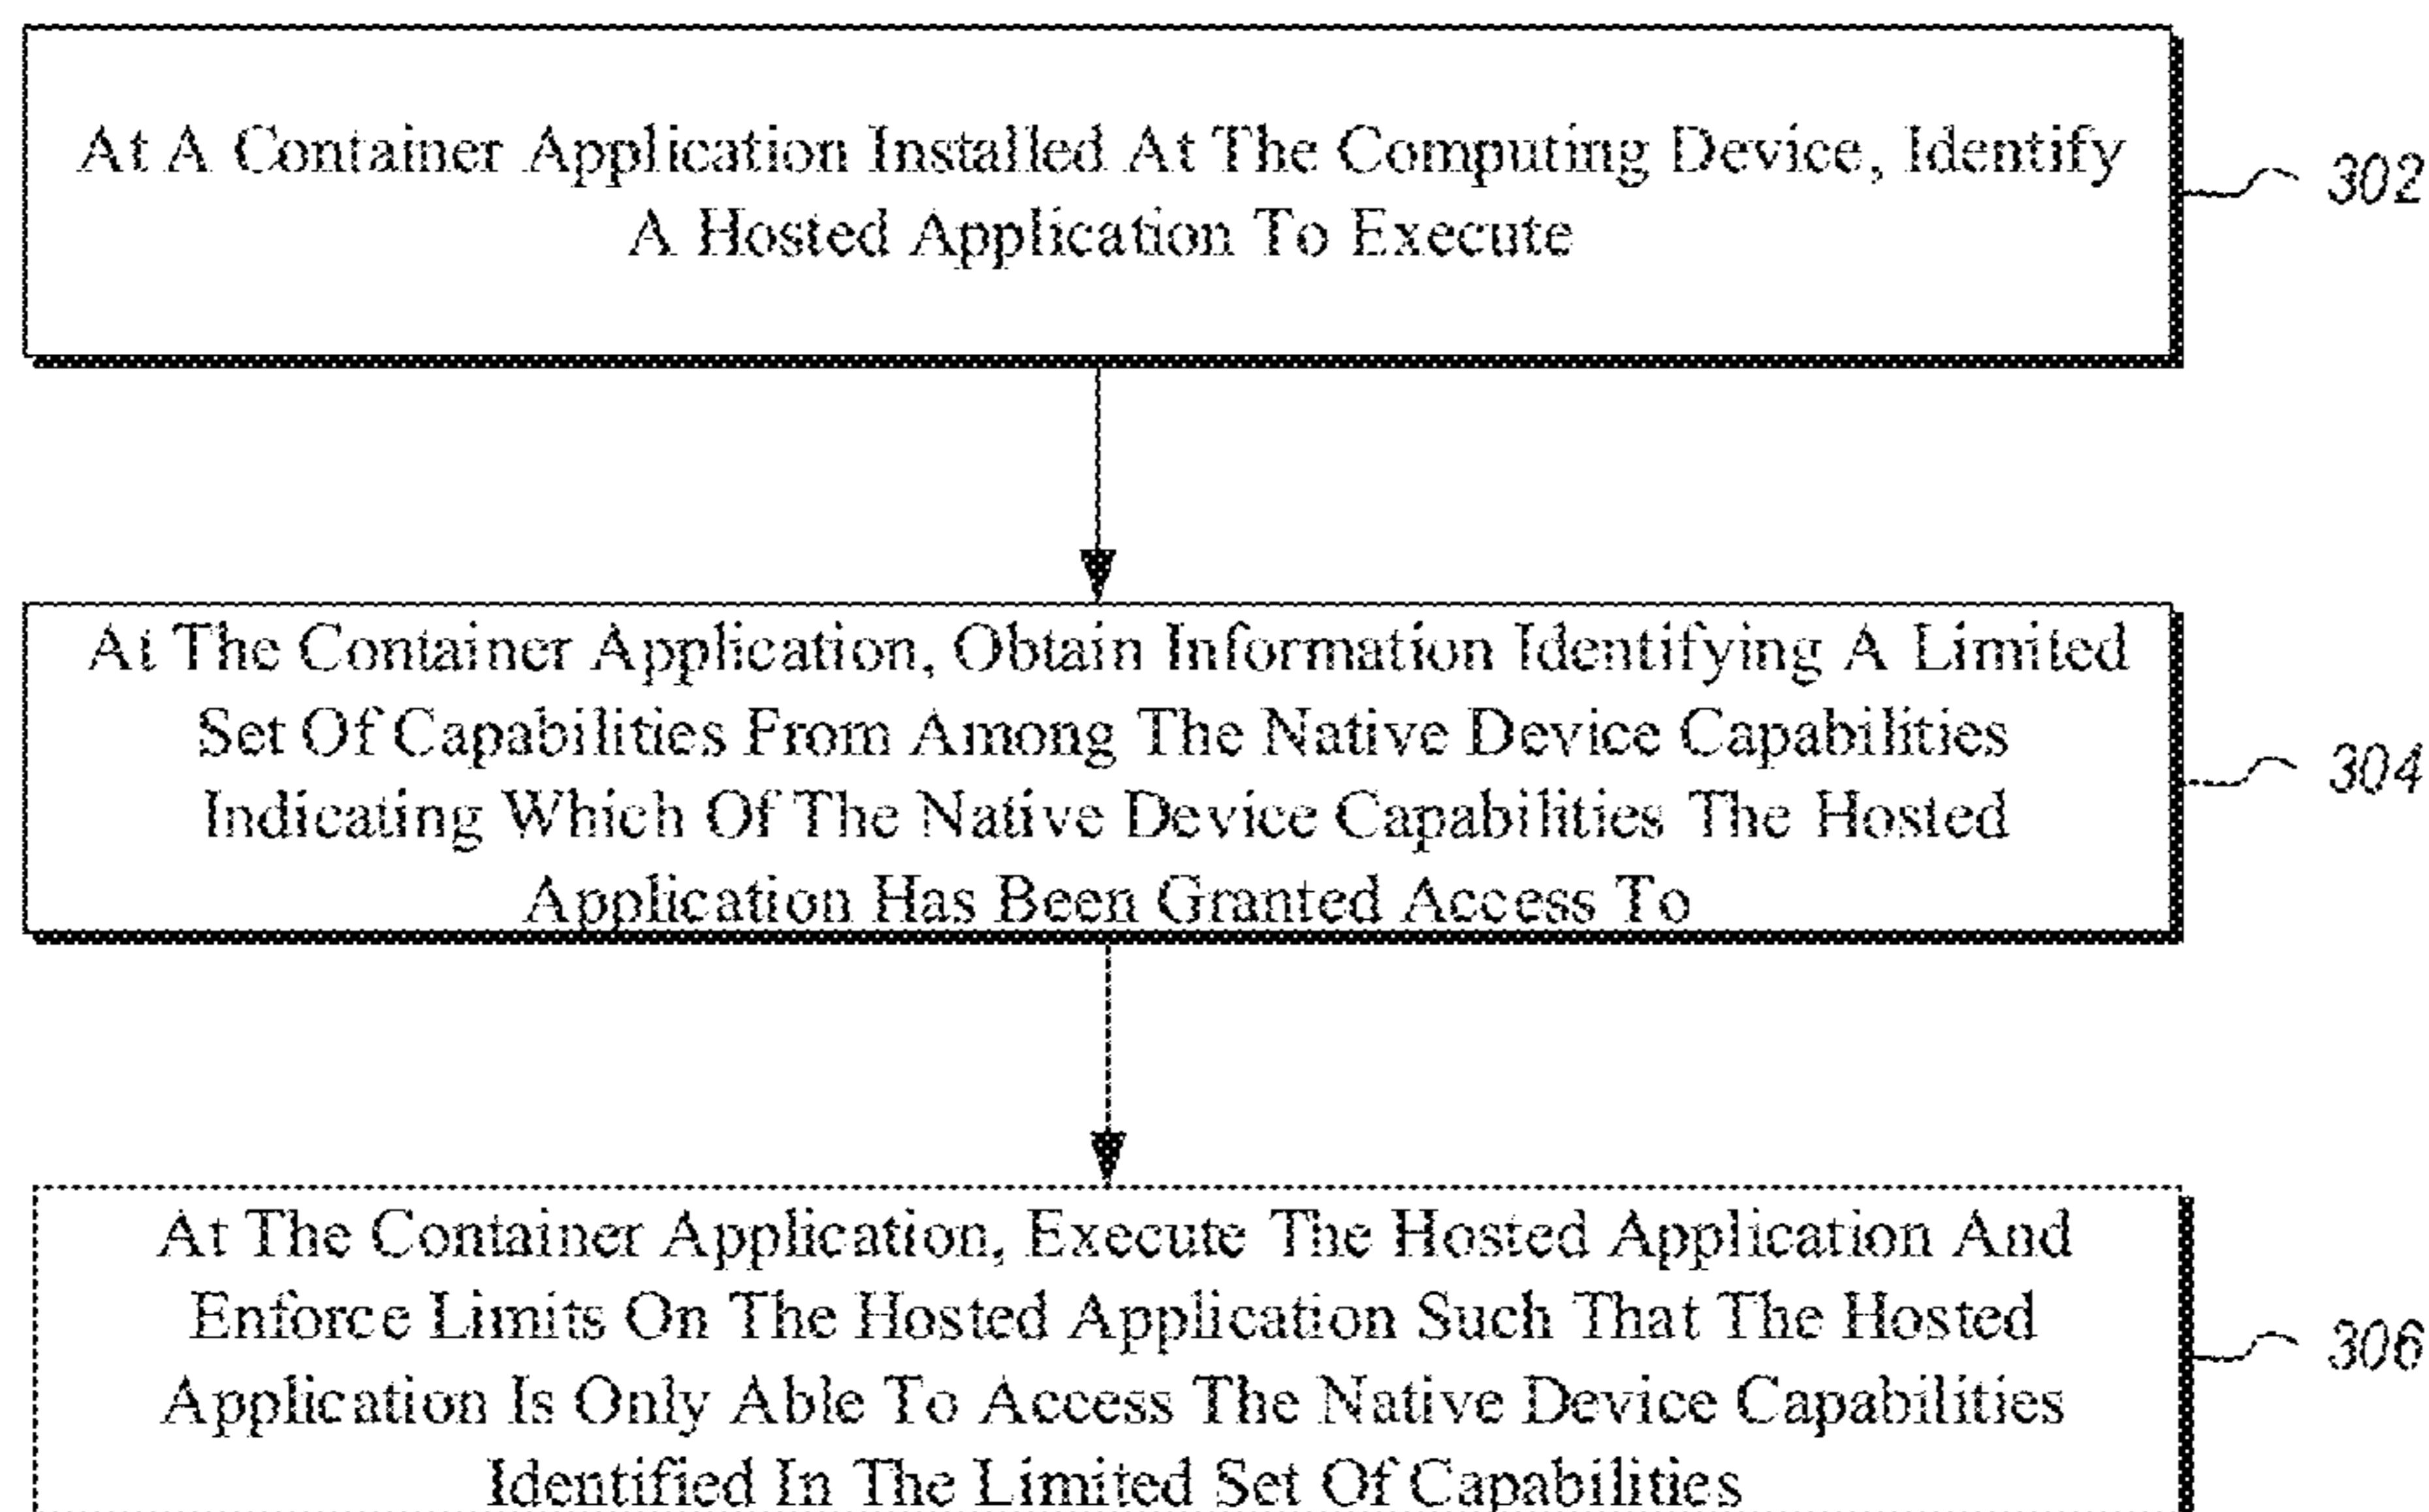 At A Container Application Installed At The Computing Device, Identify
A Hosted Application To Execute
302
At The Container Application, Obtain Information Identifying A Limited
Set Of Capabilities From Among The Native Device Capabilities
Indicating Which Of The Native Device Capabilities The Hosted
Application Has Been Granted Access To
304
At The Container Application, Execute The Hosted Application And
Enforce Limits On The Hosted Application Such That The Hosted
Application Is Only Able To Access The Native Device Capabilities
Identified In The Limited Set Of Capabilities
306